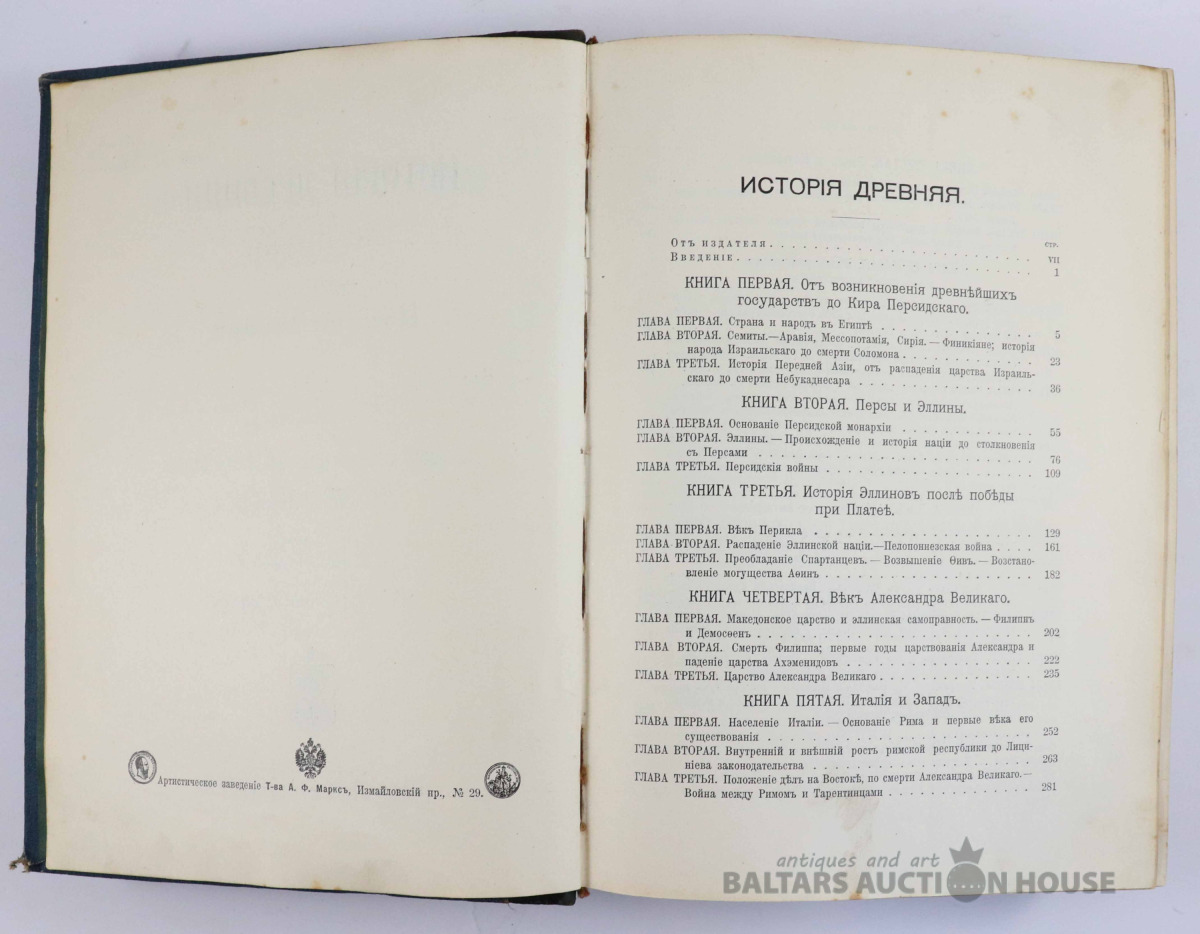 Артистическое заведеніе Т-ва А. Ф. Марксъ, Измайловскій пр., № 29.
ИСТОРІЯ ДРЕВНЯЯ.
СТР.
Отъ издателя. . . . . . . . . . . . . . . . . . . . . . . . VII
Введеніе. . . . . . . . . . . . . . . . . . . . . . . . . . 1
КНИГА ПЕРВАЯ. Отъ возникновенія древнѣйшихъ
государствъ до Кира Персидскаго.
ГЛАВА ПЕРВАЯ. Страна и народъ въ Египтѣ . . . . . . . . . . . . 5
ГЛАВА ВТОРАЯ. Семиты.—Аравія, Мессопотамія, Сирія. — Финикіяне; исторія
народа Израильскаго до смерти Соломона . . . . . . . . . . . . 23
ГЛАВА ТРЕТЬЯ. Исторія Передней Азіи, отъ распаденія царства Израиль-
скаго до смерти Небукаднесара . . . . . . . . . . . . . . . . 36
КНИГА ВТОРАЯ. Персы и Эллины.
ГЛАВА ПЕРВАЯ. Основаніе Персидской монархіи . . . . . . . . . . . 55
ГЛАВА ВТОРАЯ. Эллины. — Происхожденіе и исторія націи до столкновенія
съ Персами . . . . . . . . . . . . . . . . . . . . . . . 76
ГЛАВА ТРЕТЬЯ. Персидскія войны . . . . . . . . . . . . . . . . 109
КНИГА ТРЕТЬЯ. Исторія Эллиновъ послѣ побѣды
при Платеѣ.
ГЛАВА ПЕРВАЯ. Вѣкъ Перикла . . . . . . . . . . . . . . . . . 129
ГЛАВА ВТОРАЯ. Распаденіе Эллинской націи.—Пелопоннезская война . . . . 161
ГЛАВА ТРЕТЬЯ. Преобладаніе Спартанцевъ. — Возвышеніе Ѳивъ. — Возстано-
вленіе могущества Аѳинъ . . . . . . . . . . . . . . . . . . . 182
КНИГА ЧЕТВЕРТАЯ. Вѣкъ Александра Великаго.
ГЛАВА ПЕРВАЯ. Македонское царство и эллинская самоправность. — Филиппъ
и Демосѳенъ . . . . . . . . . . . . . . . . . . . . . . . . . 202
ГЛАВА ВТОРАЯ. Смерть Филиппа; первые годы царствованія Александра и
паденіе царства Ахэменидовъ . . . . . . . . . . . . . . . . . 222
ГЛАВА ТРЕТЬЯ. Царство Александра Великаго . . . . . . . . . . . . . 235
КНИГА ПЯТАЯ. Италія и Западъ.
ГЛАВА ПЕРВАЯ. Населеніе Италіи. — Основаніе Рима и первые вѣка его
существованія . . . . . . . . . . . . . . . . . . . . . . . . 252
ГЛАВА ВТОРАЯ. Внутренній и внѣшній ростъ римской республики до Лици-
ніева законодательства . . . . . . . . . . . . . . . . . . . . 263
ГЛАВА ТРЕТЬЯ. Положеніе дѣлъ на Востокѣ, по смерти Александра Великаго.—
Война между Римомъ и Тарентинцами . . . . . . . . . . . . . . 281
antiques and art
BALTARS AUCTION HOUSE